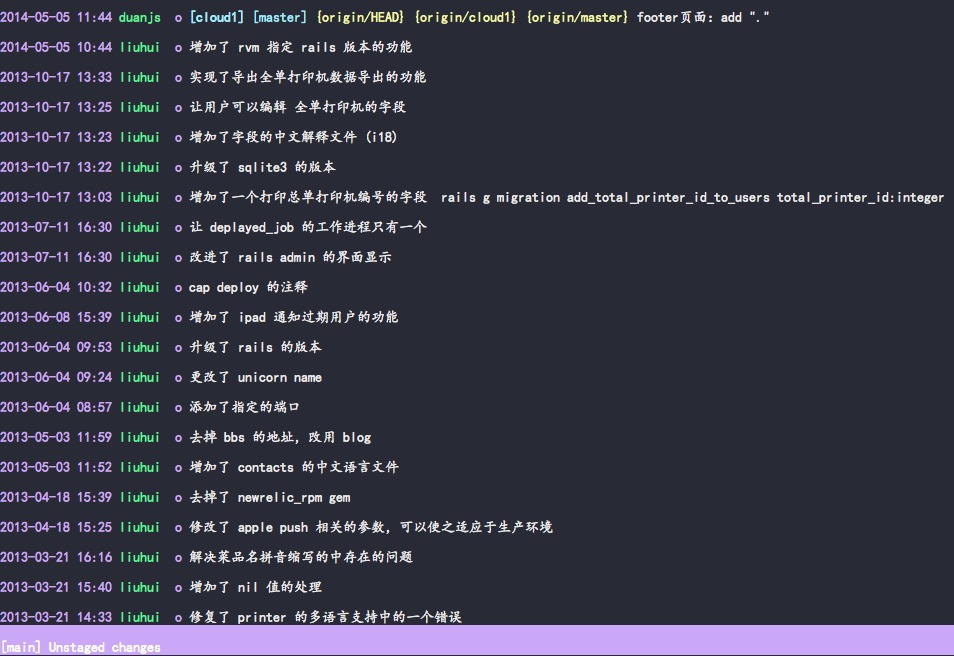 2014-05-05 11:44 duanjs o [cloud1] [master] {origin/HEAD} {origin/cloud1} {origin/master} footer页面: add "."
2014-05-05 10:44 liuhui o 增加了 rvm 指定 rails 版本的功能
2013-10-17 13:33 liuhui o 实现了导出全单打印机数据导出的功能
2013-10-17 13:25 liuhui o 让用户可以编辑 全单打印机的字段
2013-10-17 13:23 liuhui o 增加了字段的中文解释文件 (i18)
2013-10-17 13:22 liuhui o 升级了 sqlite3 的版本
2013-10-17 13:03 liuhui o 增加了一个打印总单打印机编号的字段 rails g migration add_total_printer_id_to_users total_printer_id:integer
2013-07-11 16:30 liuhui o 让 deplayed_job 的工作进程只有一个
2013-07-11 16:30 liuhui o 改进了 rails admin 的界面显示
2013-06-04 10:32 liuhui o cap deploy 的注释
2013-06-08 15:39 liuhui o 增加了 ipad 通知过期用户的功能
2013-06-04 09:53 liuhui o 升级了 rails 的版本
2013-06-04 09:24 liuhui o 更改了 unicorn name
2013-06-04 08:57 liuhui o 添加了指定的端口
2013-05-03 11:59 liuhui o 去掉 bbs 的地址, 改用 blog
2013-05-03 11:52 liuhui o 增加了 contacts 的中文语言文件
2013-04-18 15:39 liuhui o 去掉了 newrelic_rpm gem
2013-04-18 15:25 liuhui o 修改了 apple push 相关的参数, 可以使之适应于生产环境
2013-03-21 16:16 liuhui o 解决菜品名拼音缩写的中存在的问题
2013-03-21 15:40 liuhui o 增加了 nil 值的处理
2013-03-21 14:33 liuhui o 修复了 printer 的多语言支持中的一个错误
[main] Unstaged changes